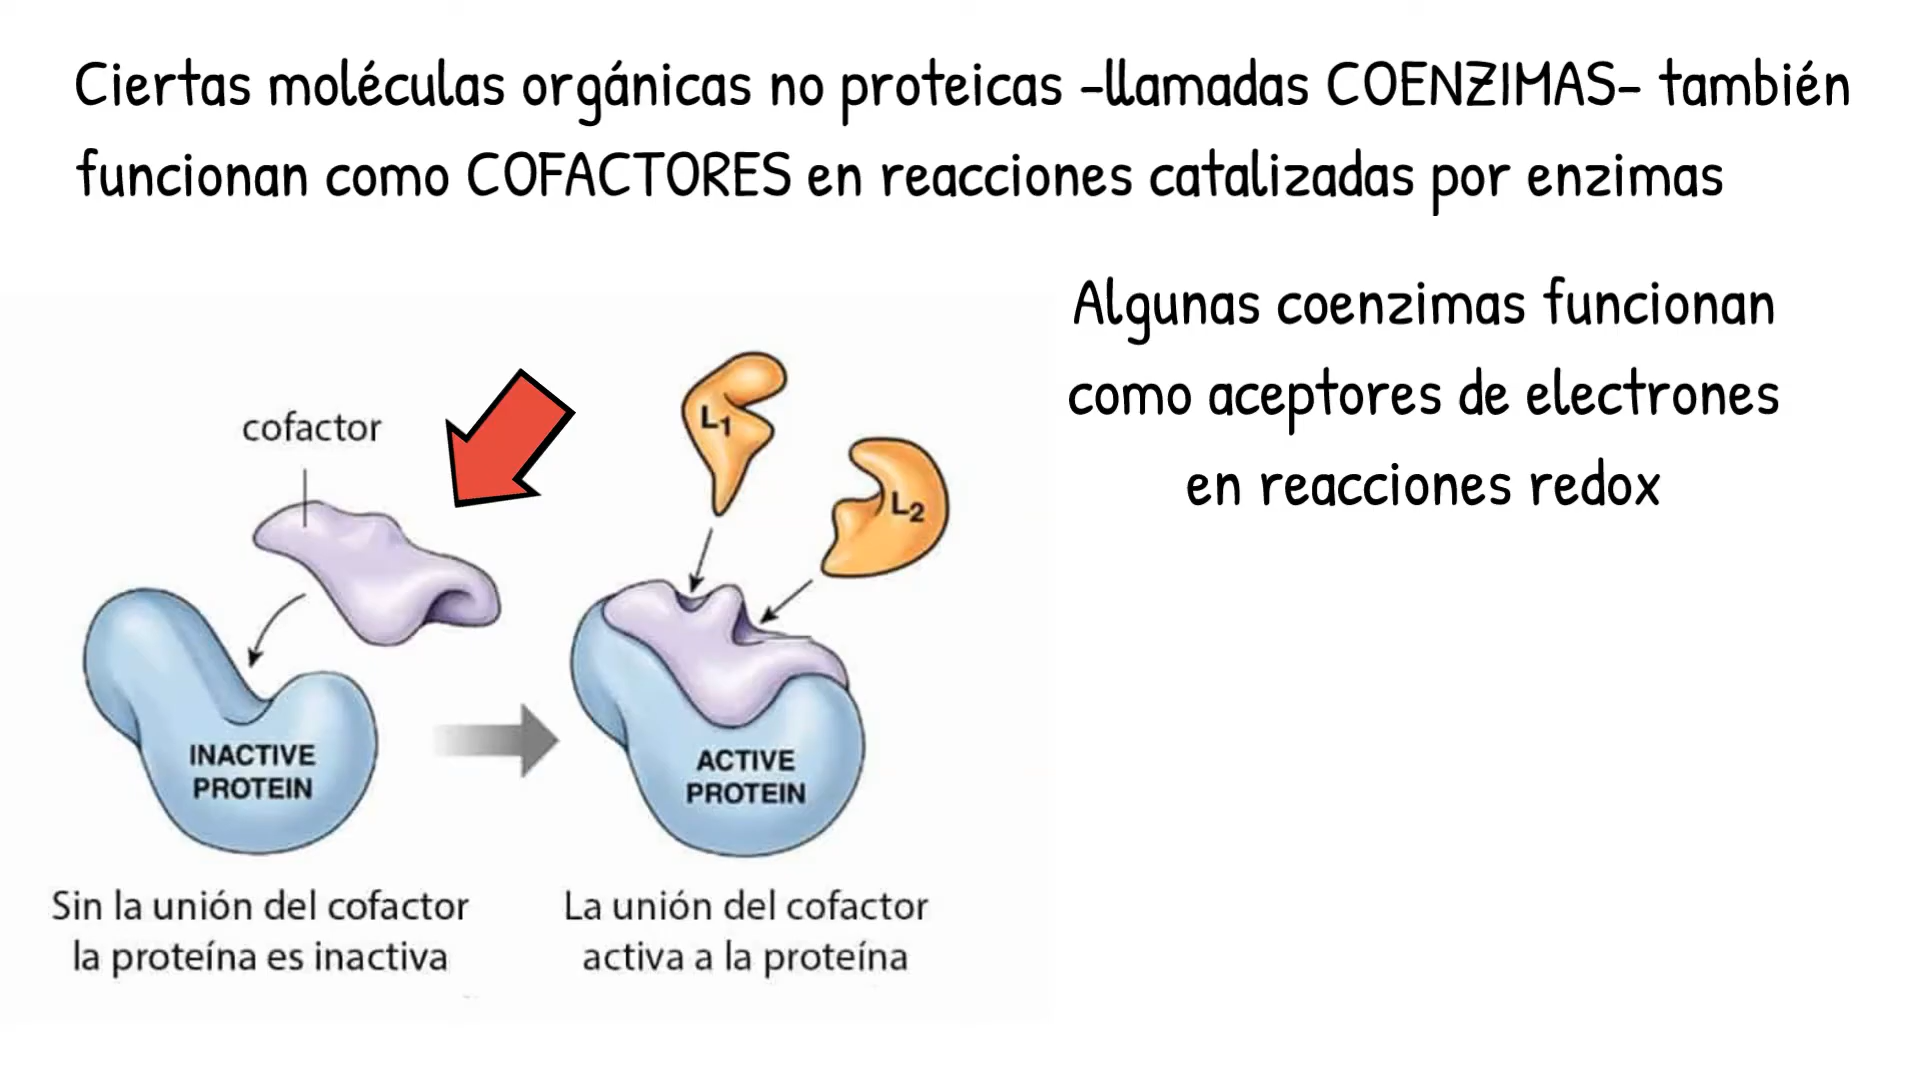 Ciertas moléculas orgánicas no proteicas -llamadas COENZIMAS- también
funcionan como COFACTORES en reacciones catalizadas por enzimas
Algunas coenzimas funcionan
como aceptores de electrones
en reacciones redox
cofactor
L1
L2
INACTIVE
PROTEIN
ACTIVE
PROTEIN
Sin la unión del cofactor
la proteína es inactiva
La unión del cofactor
activa a la proteína